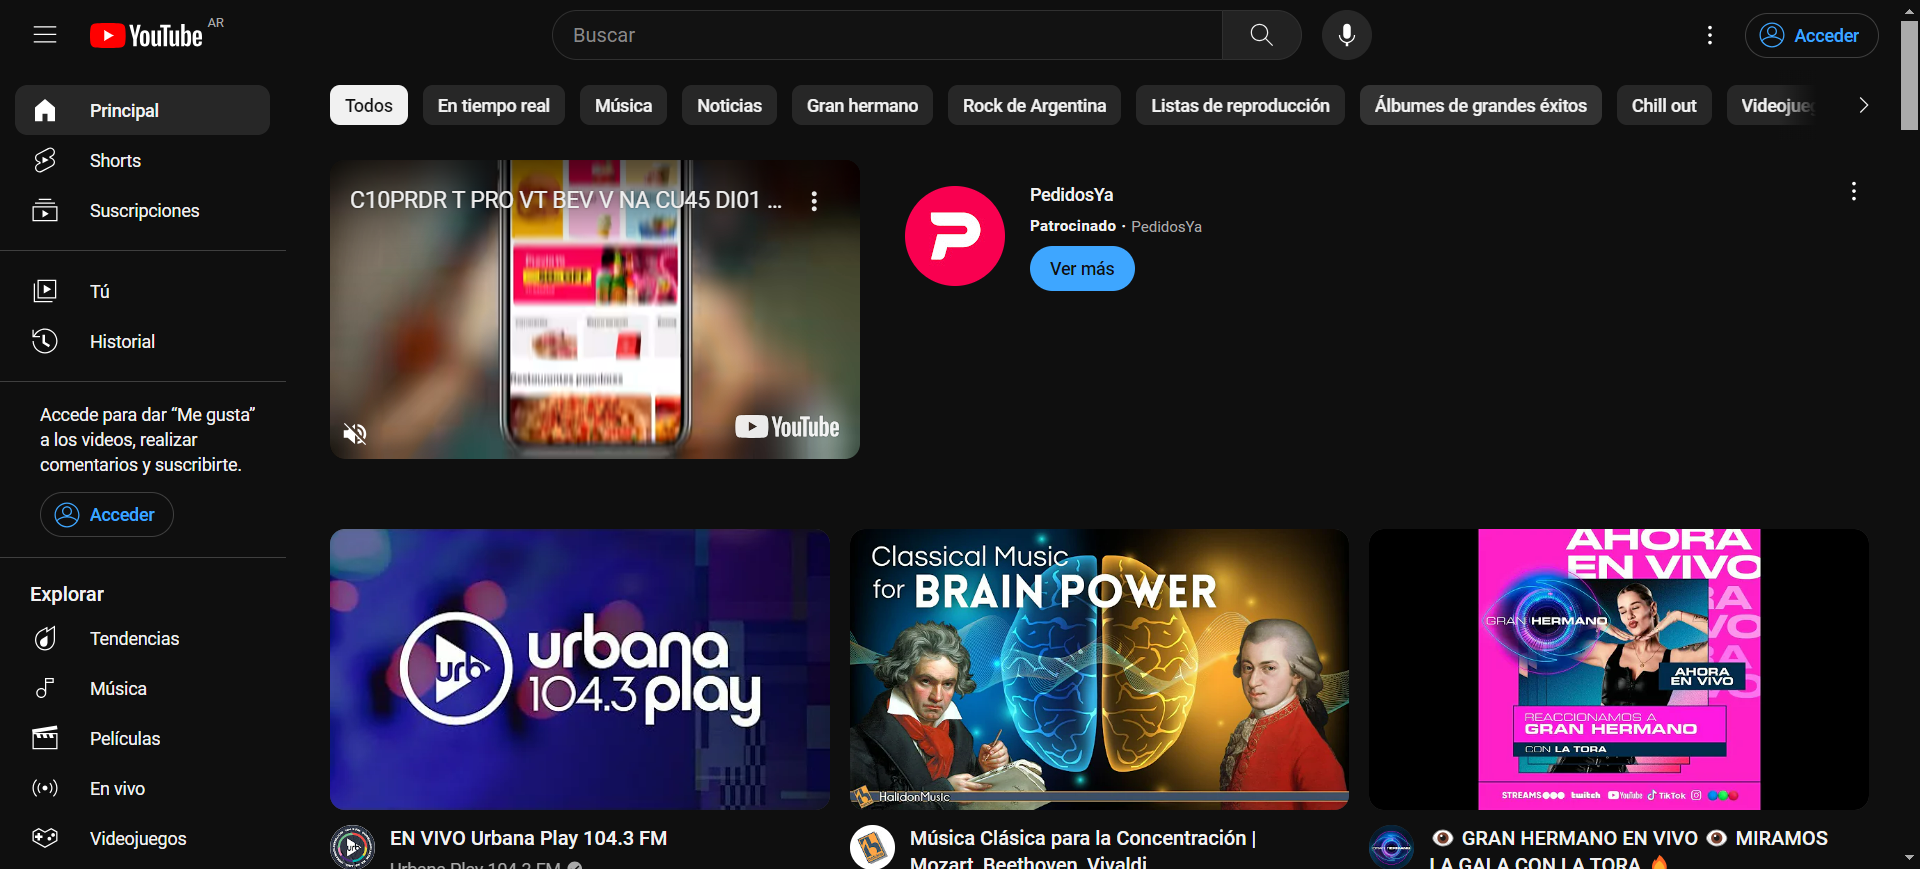 YouTube AR
Buscar
Acceder
Principal
Shorts
Suscripciones
Tú
Historial
Accede para dar “Me gusta”
a los videos, realizar
comentarios y suscribirte.
Acceder
Explorar
Tendencias
Música
Películas
En vivo
Videojuegos
Todos
En tiempo real
Música
Noticias
Gran hermano
Rock de Argentina
Listas de reproducción
Álbumes de grandes éxitos
Chill out
C10PRDR T PRO VT BEV V NA CU45 DI01 ...
YouTube
PedidosYa
Patrocinado · PedidosYa
Ver más
urb
urbana
104.3 play
EN VIVO Urbana Play 104.3 FM
Urbana Play 104.3 FM
Classical Music
for BRAIN POWER
HalidonMusic
Música Clásica para la Concentración |
Mozart, Beethoven, Vivaldi
AHORA
EN VIVO
GRAN HERMANO
AHORA
EN VIVO
REACCIONAMOS A
GRAN HERMANO
CON LA TORA
STREAMS twitch YouTube TikTok
👁 GRAN HERMANO EN VIVO 👁 MIRAMOS
LA GALA CON LA TORA 🔥